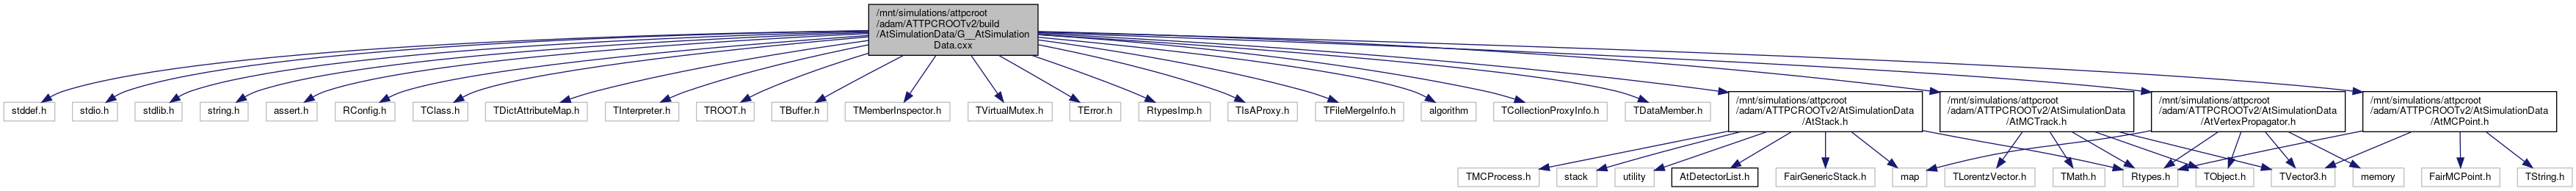 /mnt/simulations/attpcroot
/adam/ATTPCROOTv2/build
/AtSimulationData/G__AtSimulation
Data.cxx
stddef.h
stdio.h
stdlib.h
string.h
assert.h
RConfig.h
TClass.h
TDictAttributeMap.h
TInterpreter.h
TROOT.h
TBuffer.h
TMemberInspector.h
TVirtualMutex.h
TError.h
RtypesImp.h
TIsAProxy.h
TFileMergeInfo.h
algorithm
TCollectionProxyInfo.h
TDataMember.h
/mnt/simulations/attpcroot
/adam/ATTPCROOTv2/AtSimulationData
/AtStack.h
/mnt/simulations/attpcroot
/adam/ATTPCROOTv2/AtSimulationData
/AtMCTrack.h
/mnt/simulations/attpcroot
/adam/ATTPCROOTv2/AtSimulationData
/AtVertexPropagator.h
/mnt/simulations/attpcroot
/adam/ATTPCROOTv2/AtSimulationData
/AtMCPoint.h
TMCProcess.h
stack
utility
AtDetectorList.h
FairGenericStack.h
map
TLorentzVector.h
TMath.h
Rtypes.h
TObject.h
TVector3.h
memory
FairMCPoint.h
TString.h